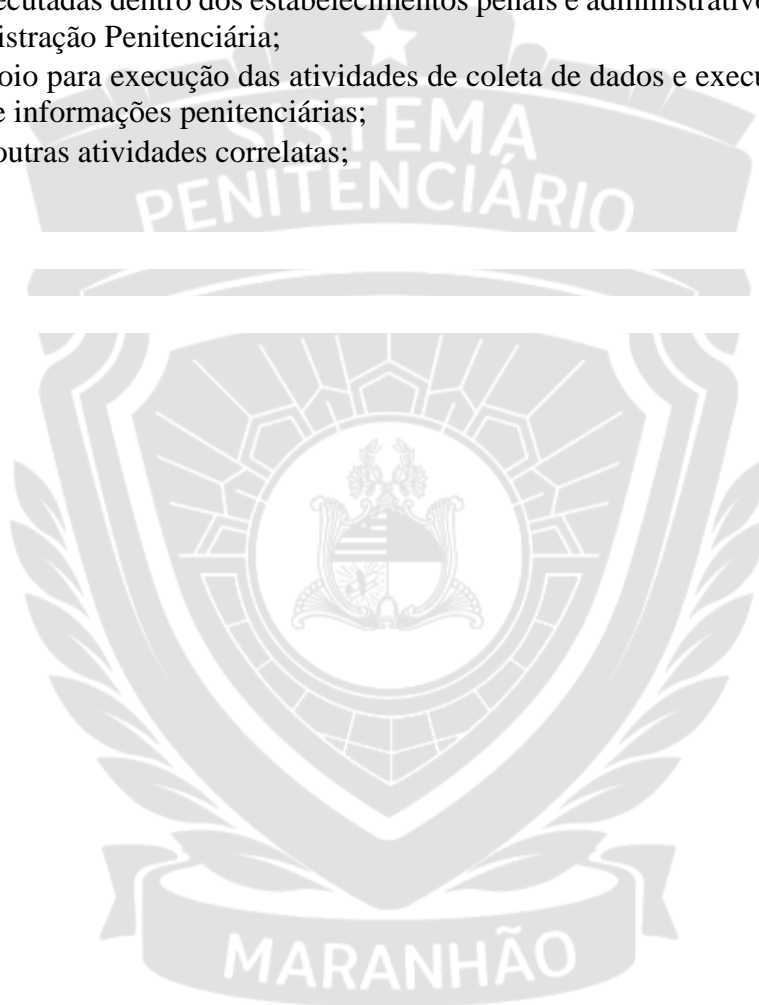 ecutadas dentro dos estabelecimentos penais e administrativo
istração Penitenciária;
oio para execução das atividades de coleta de dados e execu
e informações penitenciárias;
outras atividades correlatas;
SISTEMA
PENITENCIÁRIO
MARANHÃO